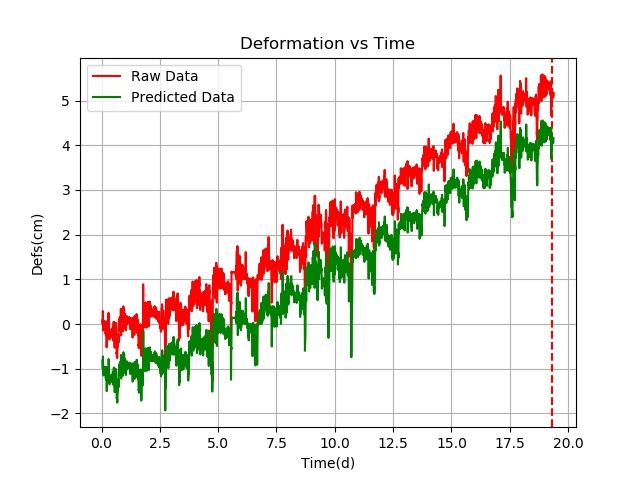 Deformation vs Time
Raw Data
Predicted Data
Defs(cm)
5
4
3
2
1
0
−1
−2
0.0 2.5 5.0 7.5 10.0 12.5 15.0 17.5 20.0
Time(d)